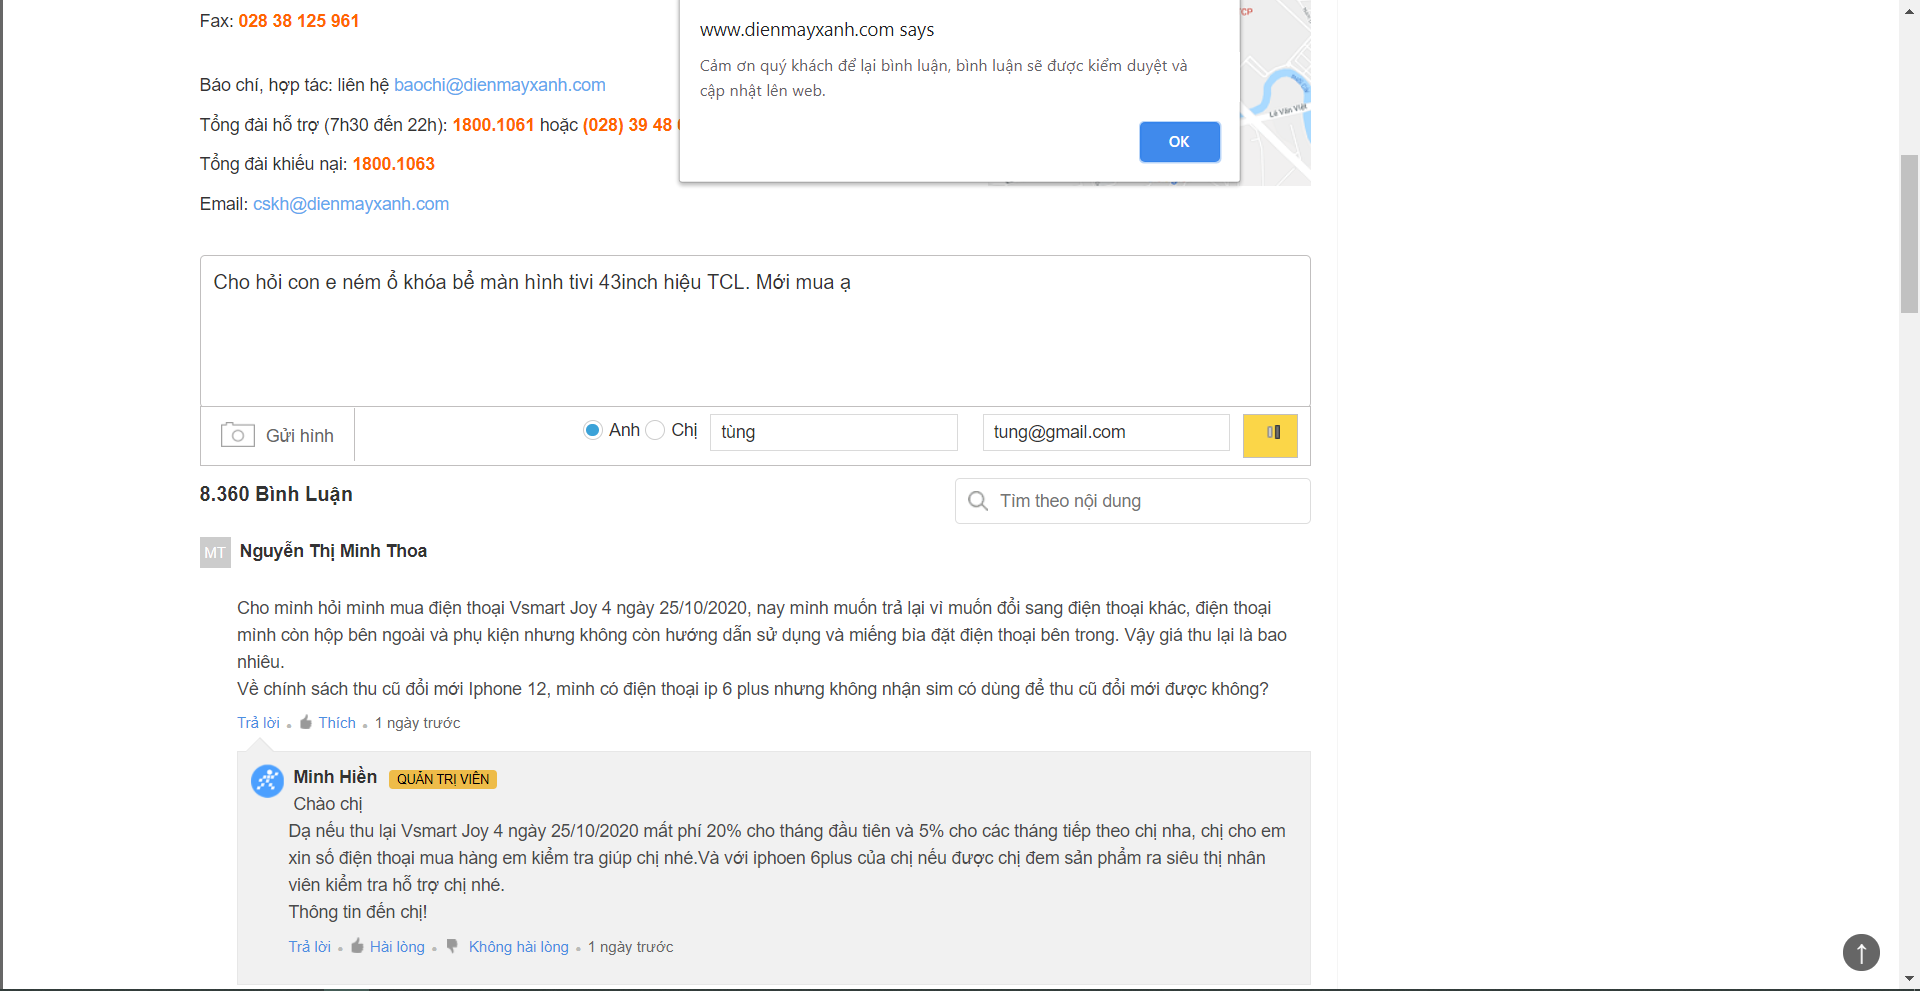 Fax: 028 38 125 961
www.dienmayxanh.com says
Cảm ơn quý khách để lại bình luận, bình luận sẽ được kiểm duyệt và
cập nhật lên web.
OK
Lê Văn Việt
Báo chí, hợp tác: liên hệ baochi@dienmayxanh.com
Tổng đài hỗ trợ (7h30 đến 22h): 1800.1061 hoặc (028) 39 48
Tổng đài khiếu nại: 1800.1063
Email: cskh@dienmayxanh.com
Cho hỏi con e ném ổ khóa bể màn hình tivi 43inch hiệu TCL. Mới mua ạ
Gửi hình
Anh Chị tùng tung@gmail.com
8.360 Bình Luận
Tìm theo nội dung
MT Nguyễn Thị Minh Thoa
Cho mình hỏi mình mua điện thoại Vsmart Joy 4 ngày 25/10/2020, nay mình muốn trả lại vì muốn đổi sang điện thoại khác, điện thoại
mình còn hộp bên ngoài và phụ kiện nhưng không còn hướng dẫn sử dụng và miếng bìa đặt điện thoại bên trong. Vậy giá thu lại là bao
nhiêu.
Về chính sách thu cũ đổi mới Iphone 12, mình có điện thoại ip 6 plus nhưng không nhận sim có dùng để thu cũ đổi mới được không?
Trả lời Thích 1 ngày trước
Minh Hiền QUẢN TRỊ VIÊN
Chào chị
Dạ nếu thu lại Vsmart Joy 4 ngày 25/10/2020 mất phí 20% cho tháng đầu tiên và 5% cho các tháng tiếp theo chị nha, chị cho em
xin số điện thoại mua hàng em kiểm tra giúp chị nhé.Và với iphoen 6plus của chị nếu được chị đem sản phẩm ra siêu thị nhân
viên kiểm tra hỗ trợ chị nhé.
Thông tin đến chị!
Trả lời Hài lòng Không hài lòng 1 ngày trước